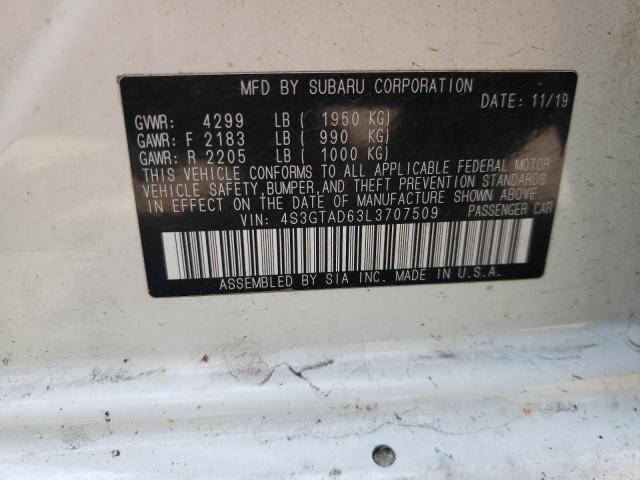 MFD BY SUBARU CORPORATION
DATE: 11/19
GVWR: 4299 LB ( 1950 KG)
GAWR: F 2183 LB ( 990 KG)
GAWR: R 2205 LB ( 1000 KG)
THIS VEHICLE CONFORMS TO ALL APPLICABLE FEDERAL MOTOR
VEHICLE SAFETY, BUMPER, AND THEFT PREVENTION STANDARDS
IN EFFECT ON THE DATE OF MANUFACTURE SHOWN ABOVE.
VIN: 4S3GTAD63L3707509 PASSENGER CAR
ASSEMBLED BY SIA INC. MADE IN U.S.A.